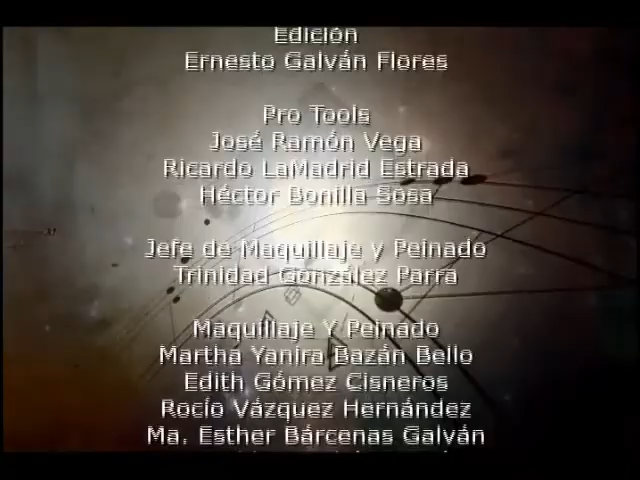 Edición
Ernesto Galván Flores
Pro Tools
José Ramón Vega
Ricardo LaMadrid Estrada
Héctor Bonilla Sosa
Jefe de Maquillaje y Peinado
Trinidad González Parra
Maquillaje Y Peinado
Martha Yanira Bazán Bello
Edith Gómez Cisneros
Rocío Vázquez Hernández
Ma. Esther Bárcenas Galván